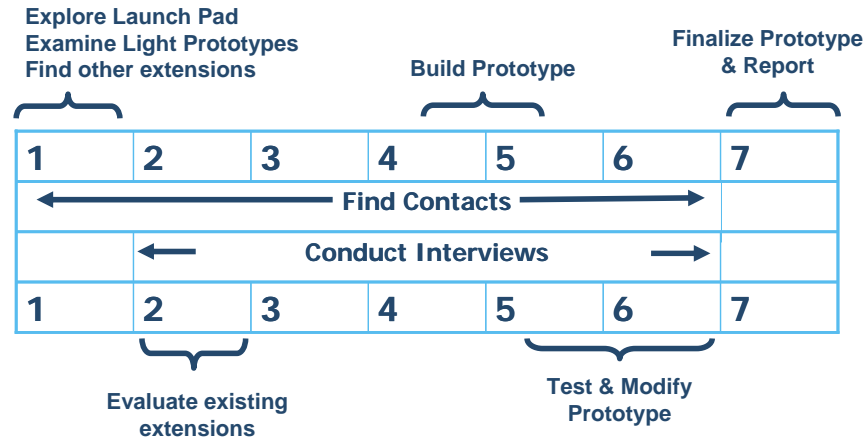 Explore Launch Pad
Examine Light Prototypes
Find other extensions
Build Prototype
Finalize Prototype
& Report
1 2 3 4 5 6 7
Find Contacts
Conduct Interviews
1 2 3 4 5 6 7
Evaluate existing
extensions
Test & Modify
Prototype